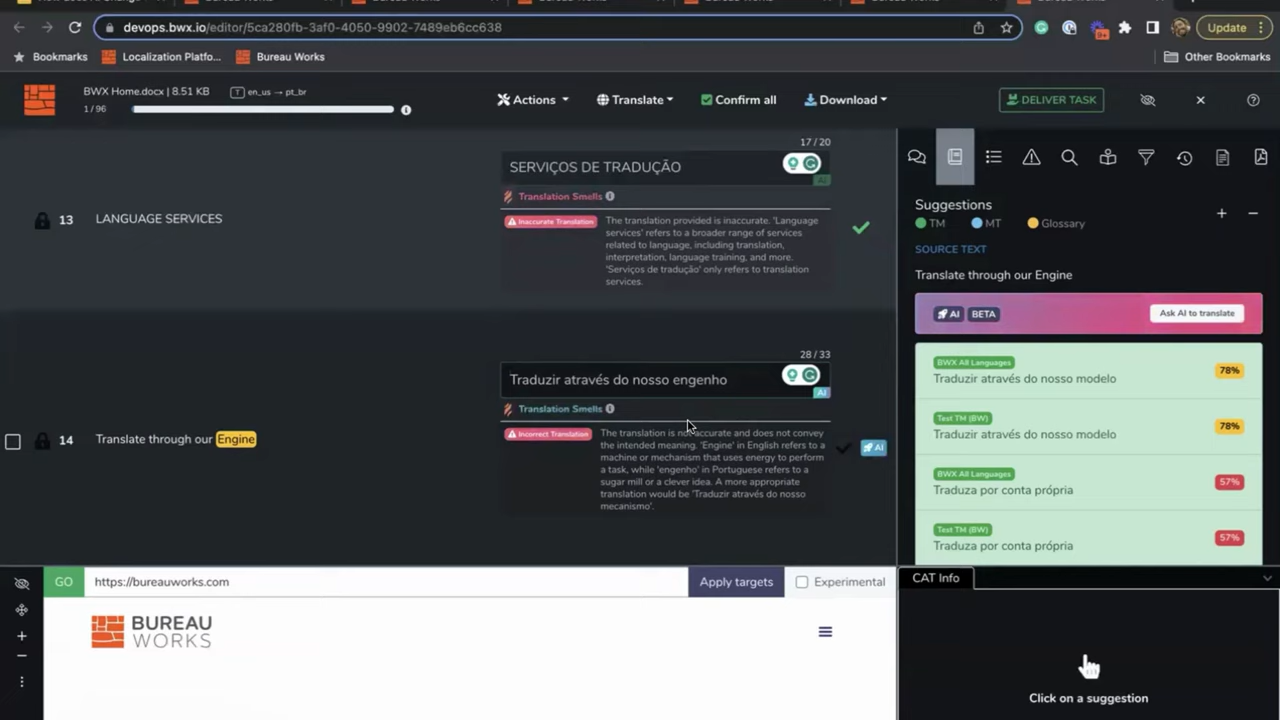 devops.bwx.io/editor/5ca280fb-3af0-4050-9902-7489eb6cc638
Update
Bookmarks
Localization Platfo...
Bureau Works
Other Bookmarks
BWX Home.docx | 8.51 KB
T en_us → pt_br
1 / 96
Actions
Translate
Confirm all
Download
DELIVER TASK
17 / 20
13
LANGUAGE SERVICES
SERVIÇOS DE TRADUÇÃO
AI
Translation Smells
Inaccurate Translation
The translation provided is inaccurate. 'Language
services' refers to a broader range of services
related to language, including translation,
interpretation, language training, and more.
'Serviços de tradução' only refers to translation
services.
28 / 33
14
Translate through our Engine
Traduzir através do nosso engenho
AI
Translation Smells
Incorrect Translation
The translation is not accurate and does not convey
the intended meaning. 'Engine' in English refers to a
machine or mechanism that uses energy to perform
a task, while 'engenho' in Portuguese refers to a
sugar mill or a clever idea. A more appropriate
translation would be 'Traduzir através do nosso
mecanismo'.
AI
Suggestions
TM
MT
Glossary
SOURCE TEXT
Translate through our Engine
AI
BETA
Ask AI to translate
BWX All Languages
Traduzir através do nosso modelo
78%
Test TM (BW)
Traduzir através do nosso modelo
78%
BWX All Languages
Traduza por conta própria
57%
Test TM (BW)
Traduza por conta própria
57%
GO
https://bureauworks.com
Apply targets
Experimental
BUREAU
WORKS
CAT Info
Click on a suggestion